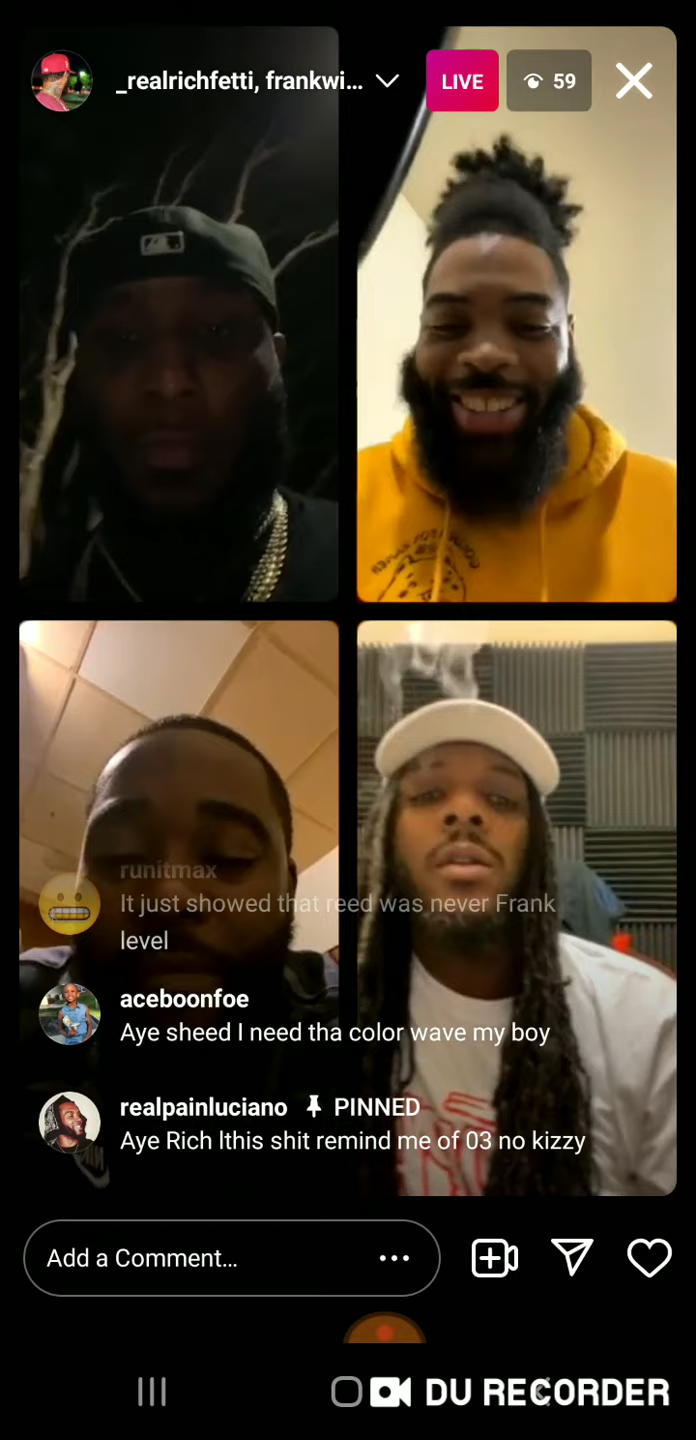 _realrichfetti, frankwi...
LIVE
59
runitmax
It just showed that reed was never Frank
level
aceboonfoe
Aye sheed I need tha color wave my boy
realpainluciano PINNED
Aye Rich lthis shit remind me of 03 no kizzy
Add a Comment...
DU RECORDER